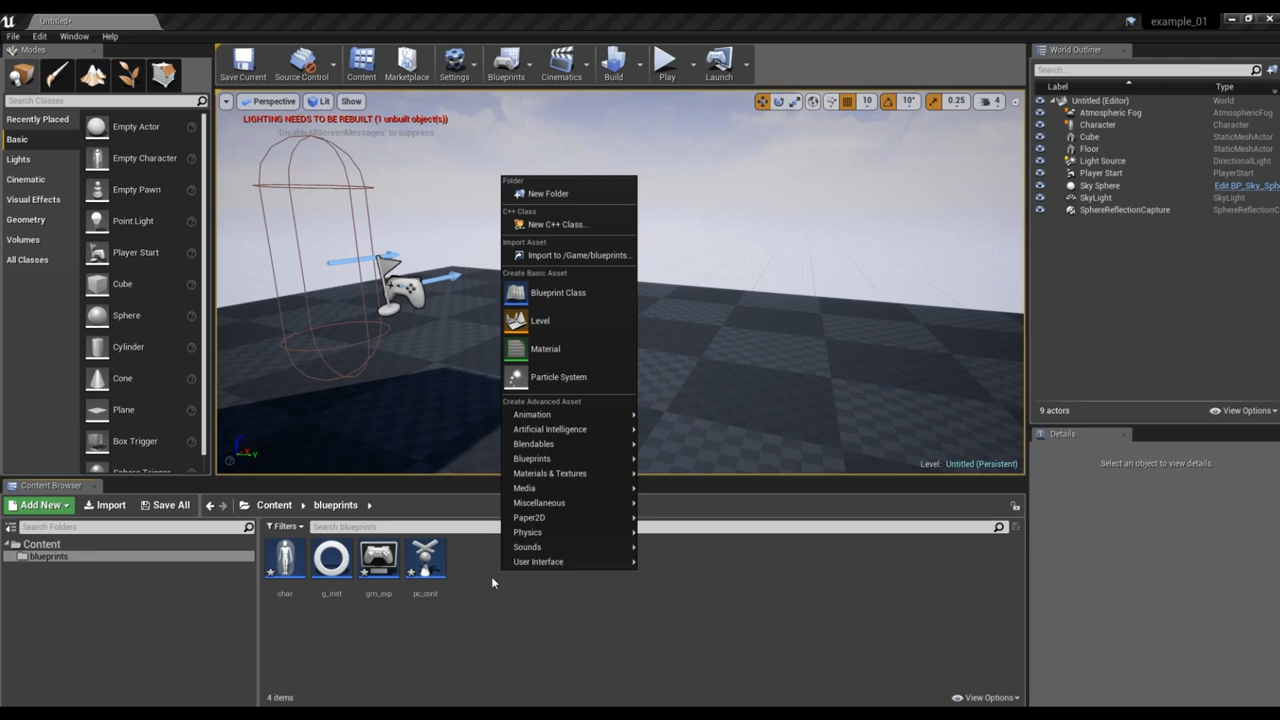 Untitled*
example_01
File Edit Window Help
Modes
Search Classes
Recently Placed
Basic
Lights
Cinematic
Visual Effects
Geometry
Volumes
All Classes
Empty Actor
Empty Character
Empty Pawn
Point Light
Player Start
Cube
Sphere
Cylinder
Cone
Plane
Box Trigger
Sphere Trigger
Save Current
Source Control
Content
Marketplace
Settings
Blueprints
Cinematics
Build
Play
Launch
Perspective
Lit
Show
10
10°
0.25
4
LIGHTING NEEDS TO BE REBUILT (1 unbuilt object(s))
'DisableAllScreenMessages' to suppress
Level: Untitled (Persistent)
Folder
New Folder
C++ Class
New C++ Class...
Import Asset
Import to /Game/blueprints...
Create Basic Asset
Blueprint Class
Level
Material
Particle System
Create Advanced Asset
Animation
Artificial Intelligence
Blendables
Blueprints
Materials & Textures
Media
Miscellaneous
Paper2D
Physics
Sounds
User Interface
World Outliner
Search...
Label Type
Untitled (Editor) World
Atmospheric Fog AtmosphericFog
Character Character
Cube StaticMeshActor
Floor StaticMeshActor
Light Source DirectionalLight
Player Start PlayerStart
Sky Sphere Edit BP_Sky_Sph
SkyLight SkyLight
SphereReflectionCapture SphereReflectionC
9 actors
View Options
Details
Select an object to view details
Content Browser
Add New
Import
Save All
Content
blueprints
Search Folders
Filters
Search blueprints
Content
blueprints
char
g_inst
gm_exp
pc_cont
4 items
View Options